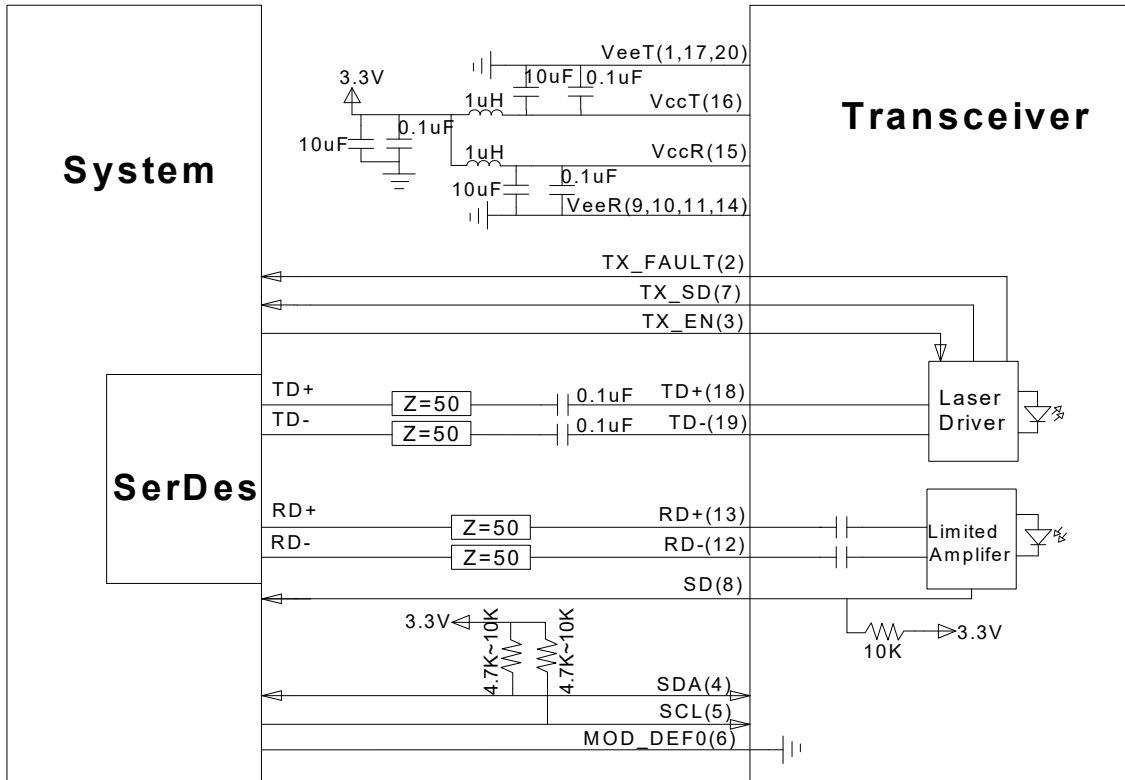 VeeT(1,17,20)
10uF
0.1uF
3.3V
1uH
VccT(16)
Transceiver
10uF
0.1uF
System
1uH
VccR(15)
10uF
0.1uF
VeeR(9,10,11,14)
TX_FAULT(2)
TX_SD(7)
TX_EN(3)
TD+
Z=50
0.1uF
TD+(18)
TD-
Z=50
0.1uF
TD-(19)
Laser
Driver
SerDes
RD+
Z=50
RD+(13)
RD-
Z=50
RD-(12)
Limited
Amplifer
SD(8)
3.3V
4.7K~10K
4.7K~10K
10K
3.3V
SDA(4)
SCL(5)
MOD_DEF0(6)